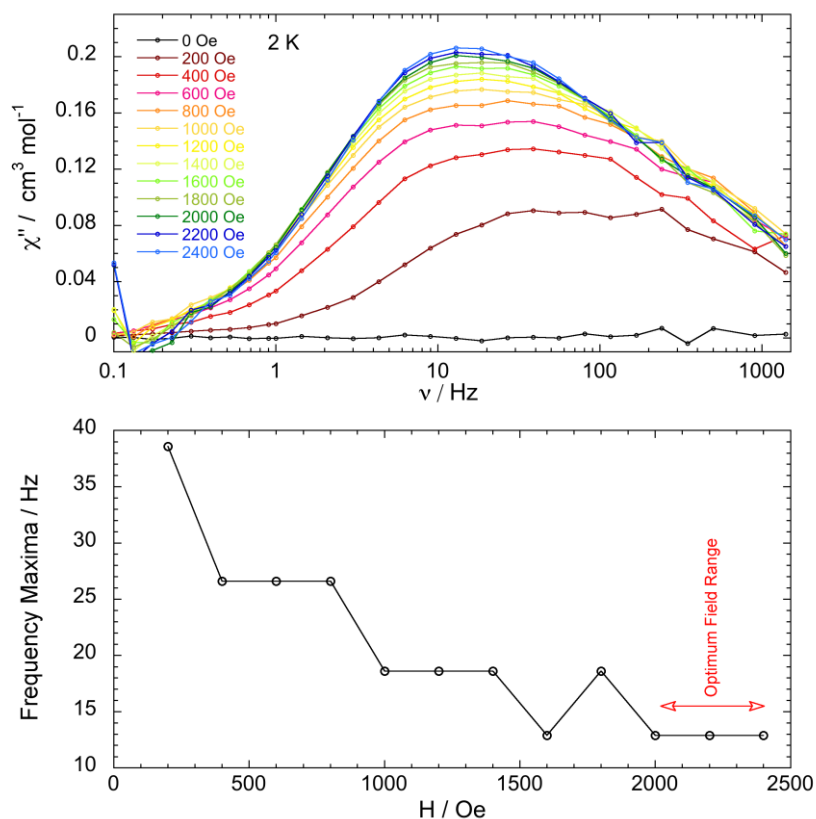 2 K
0 Oe
200 Oe
400 Oe
600 Oe
800 Oe
1000 Oe
1200 Oe
1400 Oe
1600 Oe
1800 Oe
2000 Oe
2200 Oe
2400 Oe
χ'' / cm³ mol⁻¹
0.2
0.16
0.12
0.08
0.04
0
0.1 1 10 100 1000
ν / Hz
Frequency Maxima / Hz
40
35
30
25
20
15
10
Optimum Field Range
0 500 1000 1500 2000 2500
H / Oe